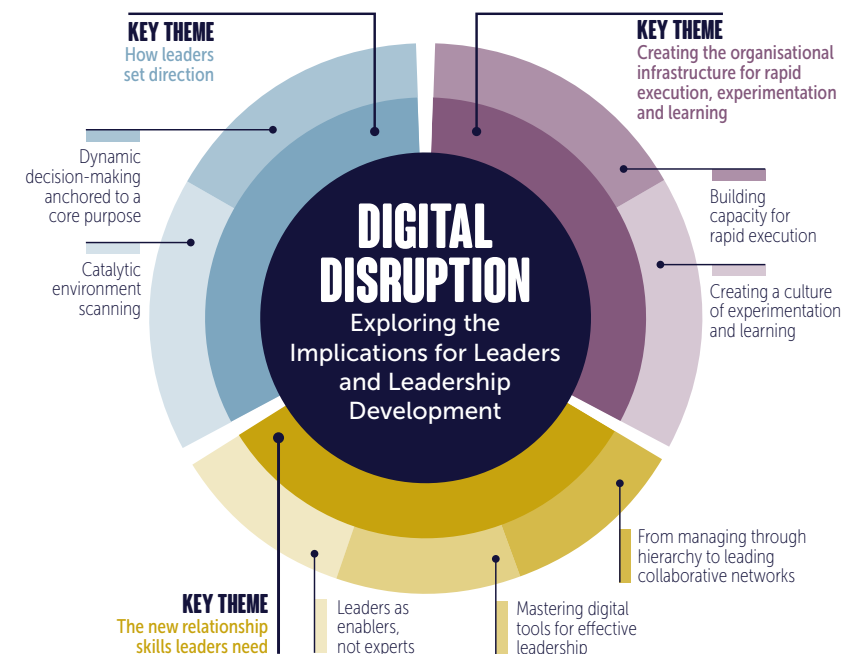 KEY THEME
How leaders
set direction
KEY THEME
Creating the organisational
infrastructure for rapid
execution, experimentation
and learning
Dynamic
decision-making
anchored to a
core purpose
Catalytic
environment
scanning
Building
capacity for
rapid execution
Creating a culture
of experimentation
and learning
DIGITAL
DISRUPTION
Exploring the
Implications for Leaders
and Leadership
Development
From managing through
hierarchy to leading
collaborative networks
KEY THEME
The new relationship
skills leaders need
Leaders as
enablers,
not experts
Mastering digital
tools for effective
leadership